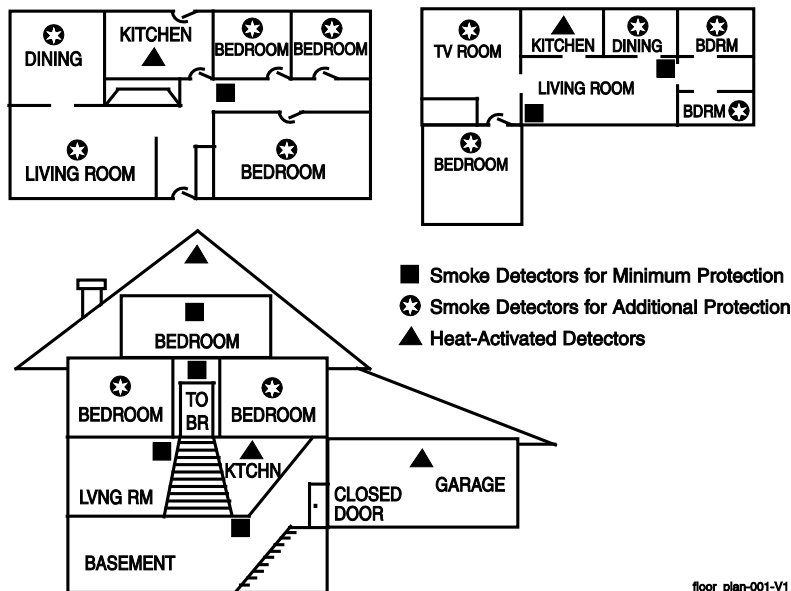 DINING
KITCHEN
BEDROOM
BEDROOM
LIVING ROOM
BEDROOM
TV ROOM
KITCHEN
DINING
BDRM
LIVING ROOM
BDRM
BEDROOM
Smoke Detectors for Minimum Protection
Smoke Detectors for Additional Protection
Heat-Activated Detectors
BEDROOM
BEDROOM
TO
BR
BEDROOM
LVNG RM
KTCHN
CLOSED
DOOR
GARAGE
BASEMENT
floor_plan-001-V1